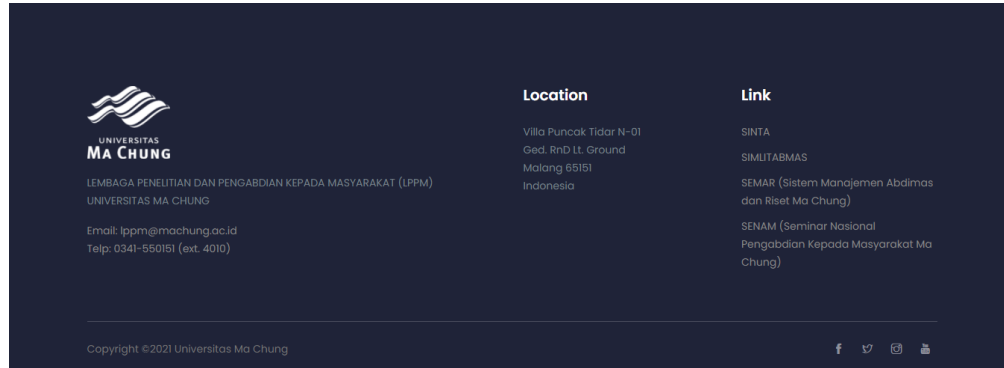 UNIVERSITAS
MA CHUNG
LEMBAGA PENELITIAN DAN PENGABDIAN KEPADA MASYARAKAT (LPPM)
UNIVERSITAS MA CHUNG
Email: lppm@machung.ac.id
Telp: 0341-550151 (ext. 4010)
Location
Villa Puncak Tidar N-01
Ged. RnD Lt. Ground
Malang 65151
Indonesia
Link
SINTA
SIMLITABMAS
SEMAR (Sistem Manajemen Abdimas
dan Riset Ma Chung)
SENAM (Seminar Nasional
Pengabdian Kepada Masyarakat Ma
Chung)
Copyright ©2021 Universitas Ma Chung